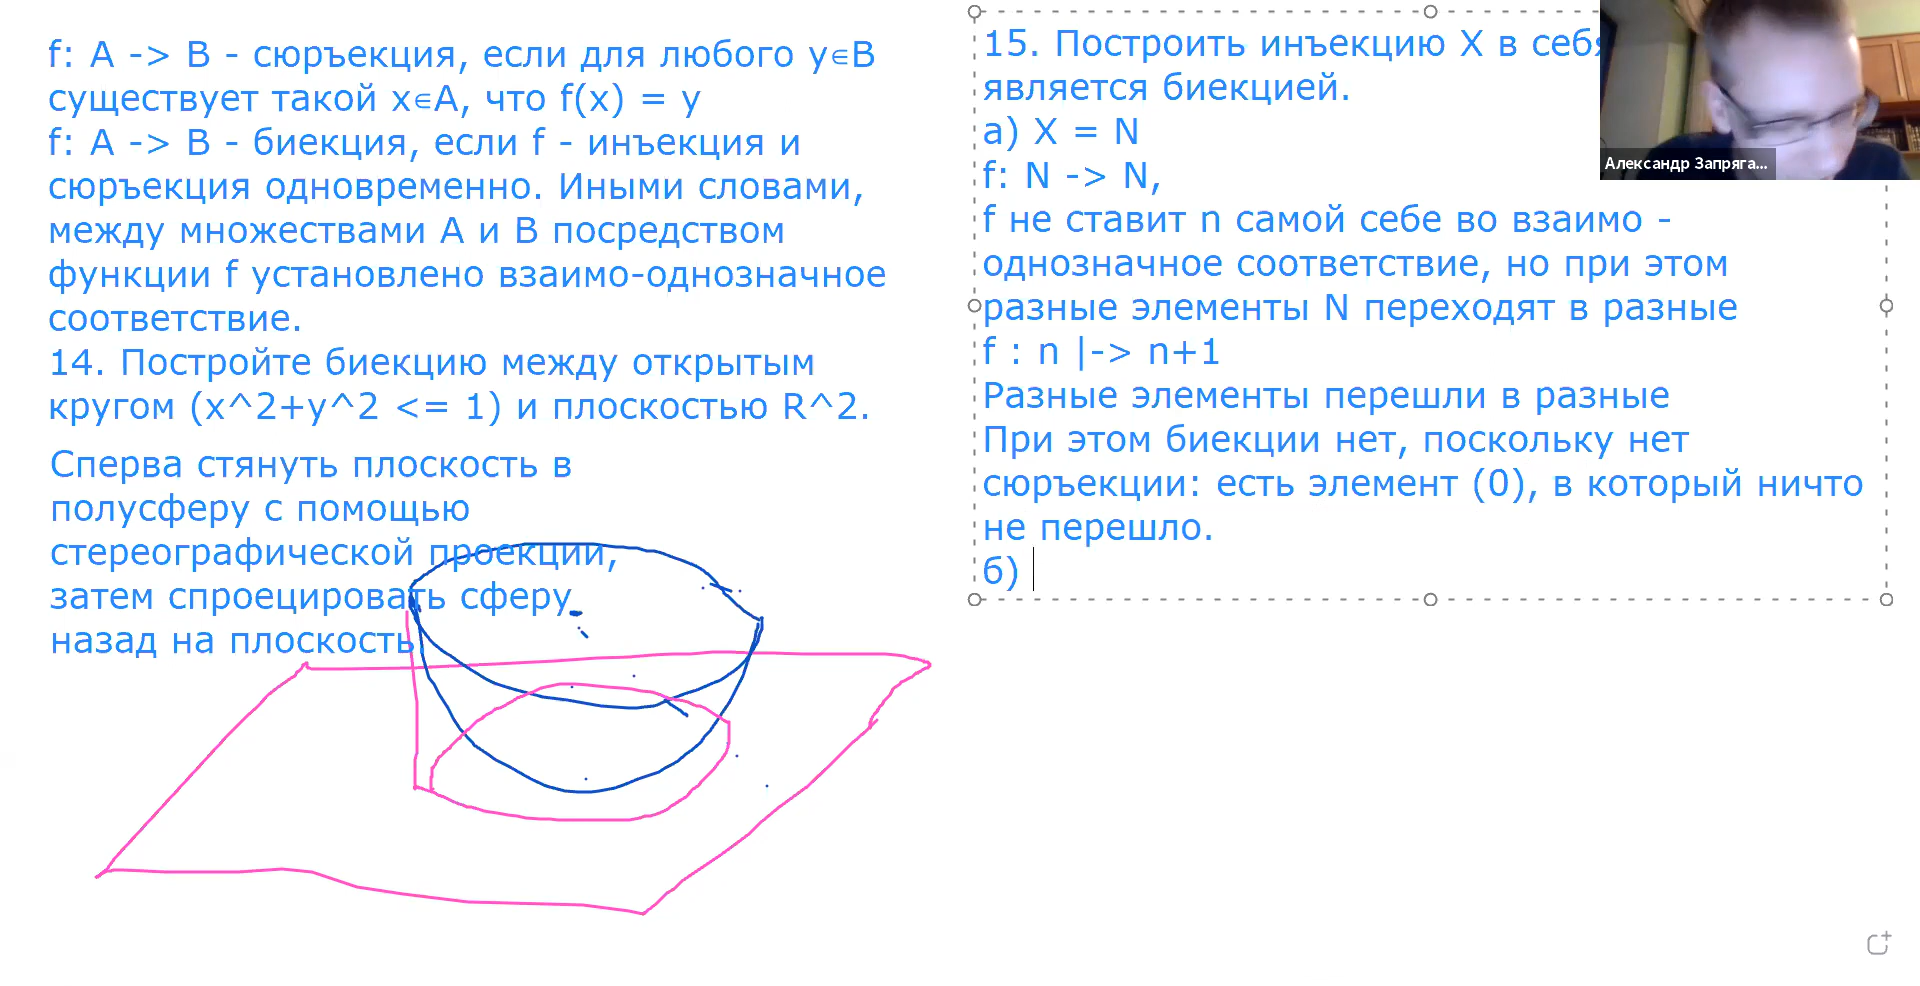 f: A -> B - сюръекция, если для любого y∈B
существует такой x∈A, что f(x) = y
f: A -> B - биекция, если f - инъекция и
сюръекция одновременно. Иными словами,
между множествами A и B посредством
функции f установлено взаимо-однозначное
соответствие.
14. Постройте биекцию между открытым
кругом (x^2+y^2 <= 1) и плоскостью R^2.
Сперва стянуть плоскость в
полусферу с помощью
стереографической проекции,
затем спроецировать сферу
назад на плоскость
15. Построить инъекцию X в себя
является биекцией.
а) X = N
f: N -> N,
f не ставит n самой себе во взаимо -
однозначное соответствие, но при этом
разные элементы N переходят в разные
f : n |-> n+1
Разные элементы перешли в разные
При этом биекции нет, поскольку нет
сюръекции: есть элемент (0), в который ничто
не перешло.
б)
Александр Запряга...